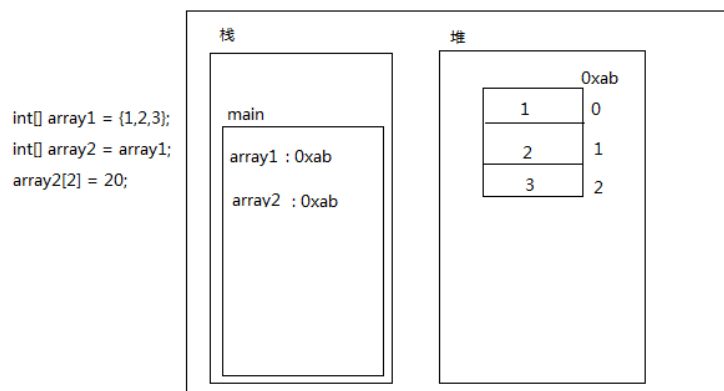 int[] array1 = {1,2,3};
int[] array2 = array1;
array2[2] = 20;
栈
main
array1 : 0xab
array2 : 0xab
堆
0xab
1 0
2 1
3 2